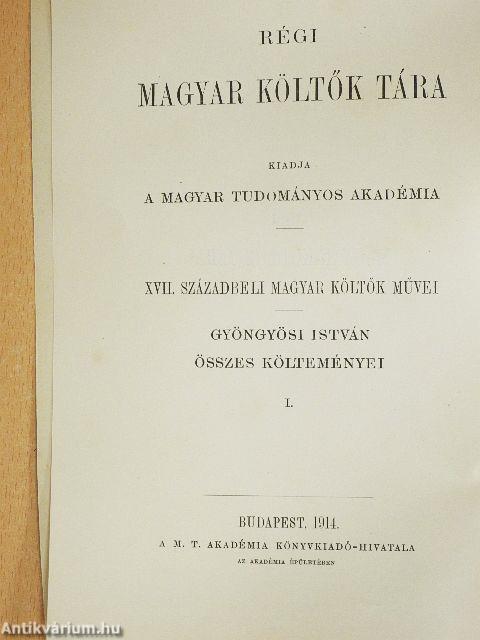 RÉGI
MAGYAR KÖLTŐK TÁRA
KIADJA
A MAGYAR TUDOMÁNYOS AKADÉMIA
XVII. SZÁZADBELI MAGYAR KÖLTŐK MŰVEI
GYÖNGYÖSI ISTVÁN
ÖSSZES KÖLTEMÉNYEI
I.
BUDAPEST, 1914.
A M. T. AKADÉMIA KÖNYVKIADÓ-HIVATALA
AZ AKADÉMIA ÉPÜLETÉBEN
Antikvárium.hu